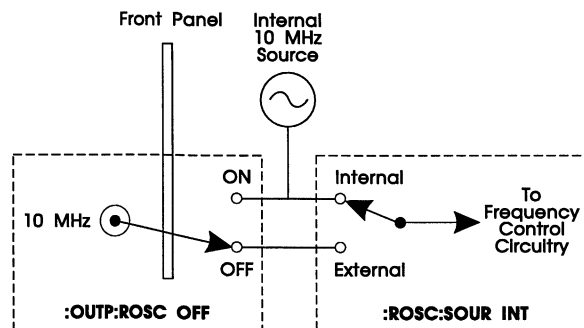 Front Panel
Internal
10 MHz
Source
ON
Internal
10 MHz
To
Frequency
Control
Circuitry
OFF
External
:OUTP:ROSC OFF
:ROSC:SOUR INT